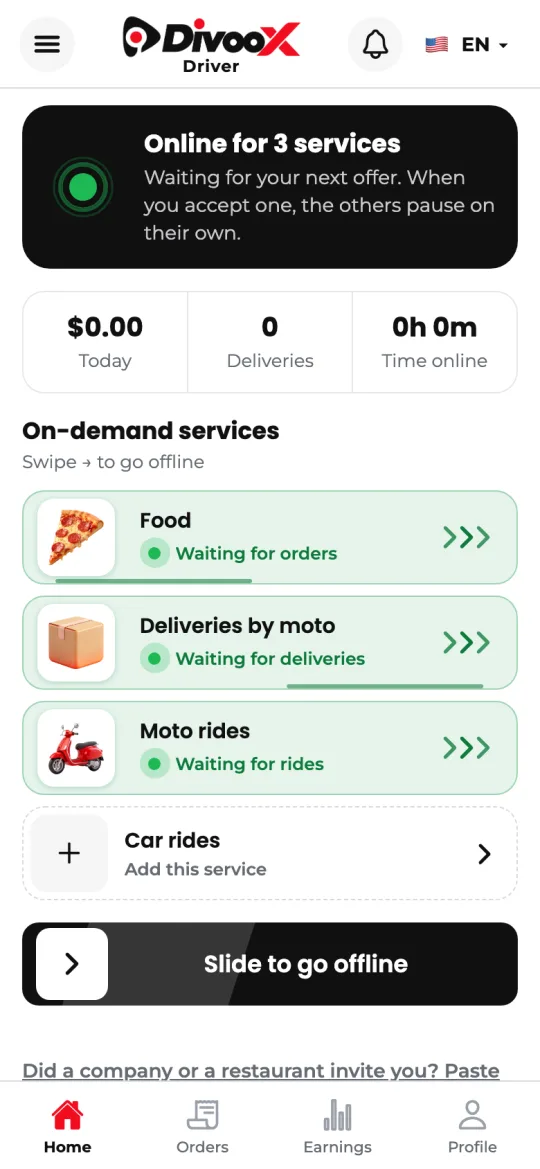 DivooX
Driver
EN
Online for 3 services
Waiting for your next offer. When
you accept one, the others pause on
their own.
$0.00
Today
0
Deliveries
0h 0m
Time online
On-demand services
Swipe → to go offline
Food
Waiting for orders
Deliveries by moto
Waiting for deliveries
Moto rides
Waiting for rides
Car rides
Add this service
Slide to go offline
Did a company or a restaurant invite you? Paste
Home
Orders
Earnings
Profile